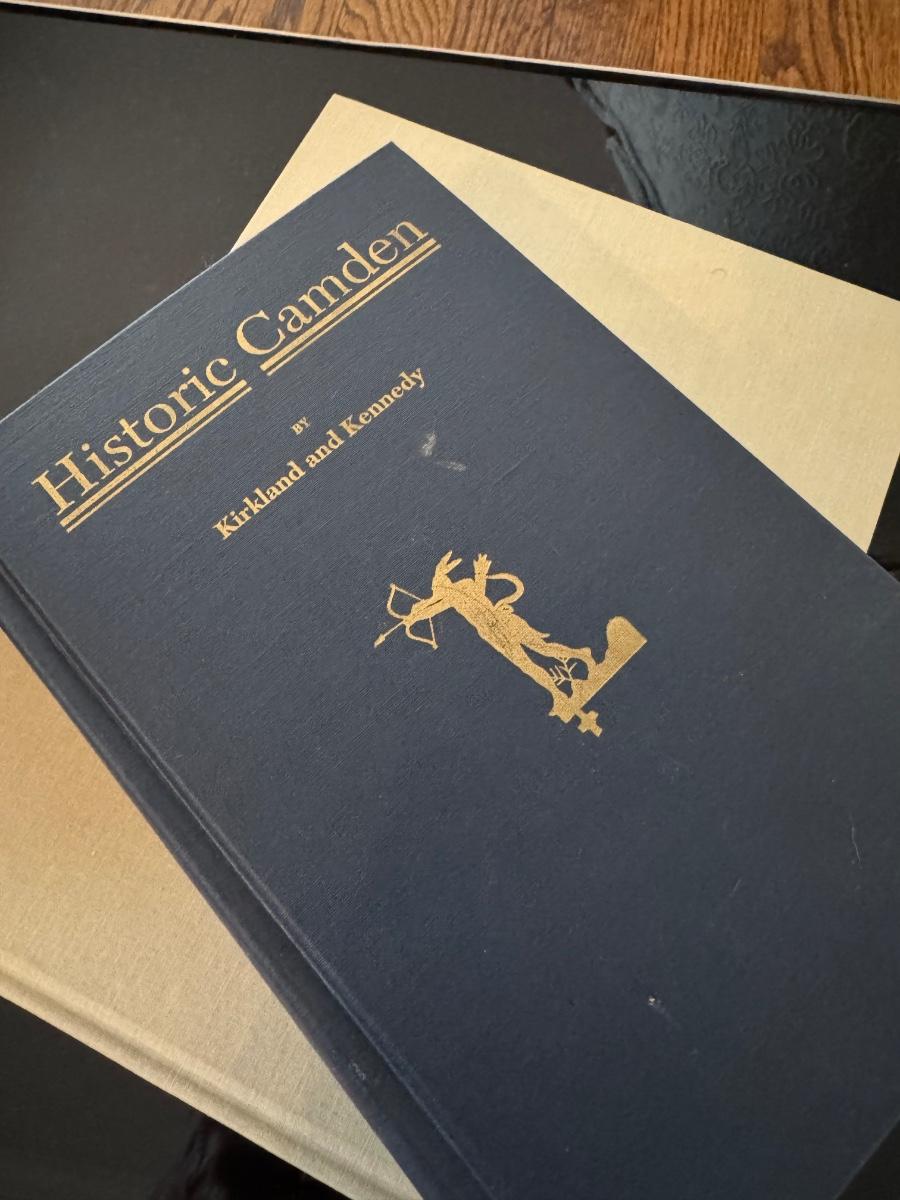 Historic Camden
BY
Kirkland and Kennedy